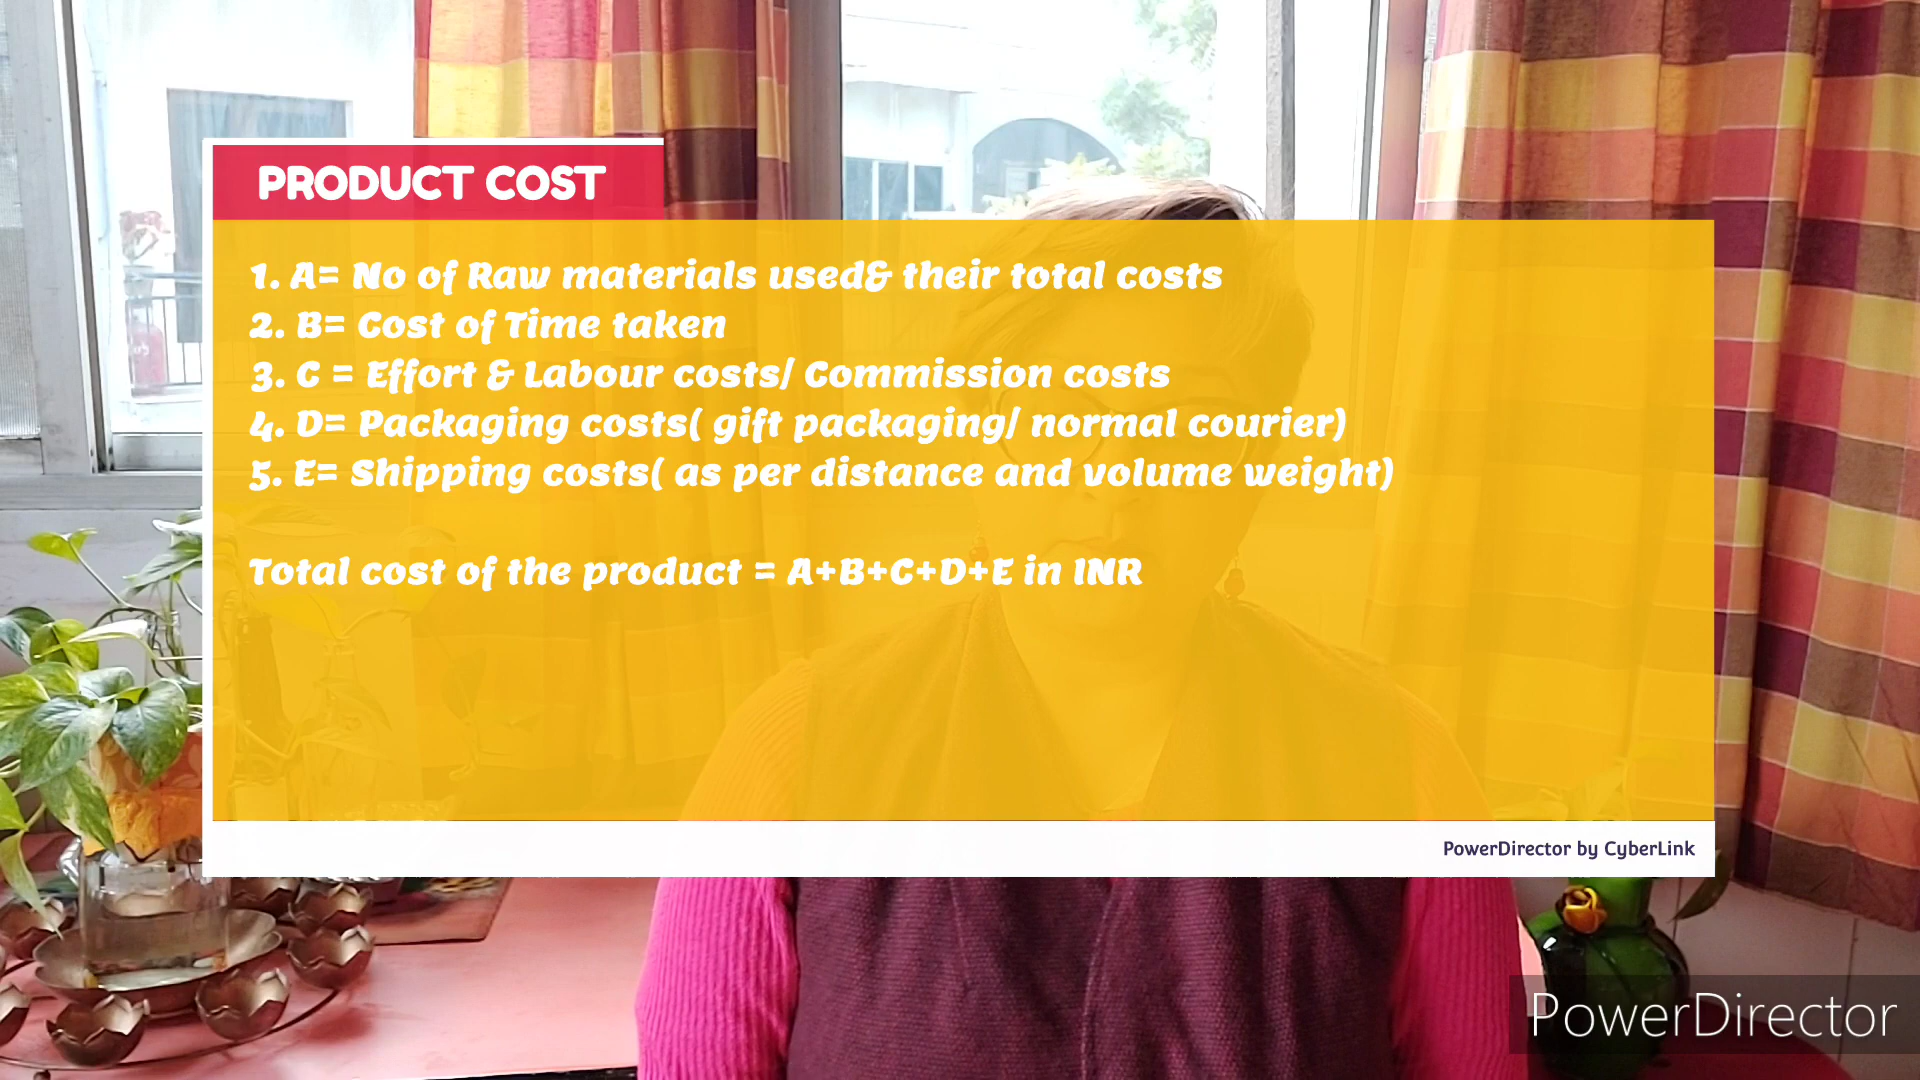 PRODUCT COST
1. A= No of Raw materials used& their total costs
2. B= Cost of Time taken
3. C = Effort & Labour costs/ Commission costs
4. D= Packaging costs( gift packaging/ normal courier)
5. E= Shipping costs( as per distance and volume weight)
Total cost of the product = A+B+C+D+E in INR
PowerDirector by CyberLink
PowerDirector